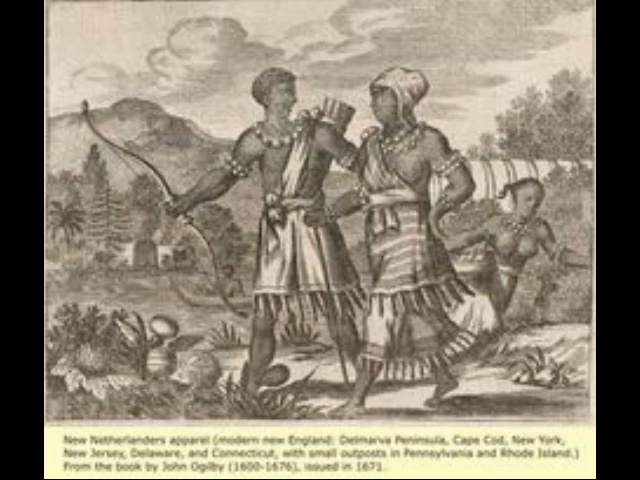 New Netherlanders apparel (modern new England: Delmarva Peninsula, Cape Cod, New York,
New Jersey, Delaware, and Connecticut, with small outposts in Pennsylvania and Rhode Island.)
From the book by John Ogilby (1600-1676), issued in 1671.